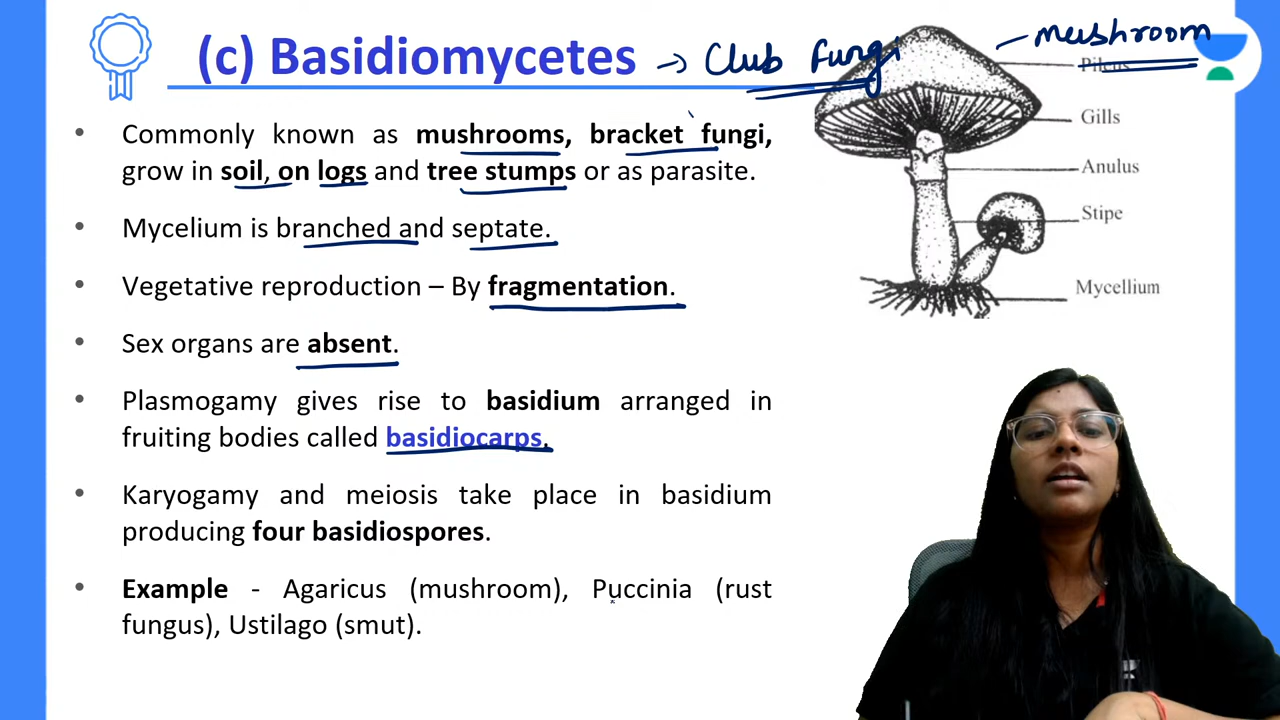 (c) Basidiomycetes → Club fungi
– mushroom
Pileus
Gills
Anulus
Stipe
Mycellium
• Commonly known as mushrooms, bracket fungi,
grow in soil, on logs and tree stumps or as parasite.
• Mycelium is branched and septate.
• Vegetative reproduction – By fragmentation.
• Sex organs are absent.
• Plasmogamy gives rise to basidium arranged in
fruiting bodies called basidiocarps.
• Karyogamy and meiosis take place in basidium
producing four basidiospores.
• Example - Agaricus (mushroom), Puccinia (rust
fungus), Ustilago (smut).